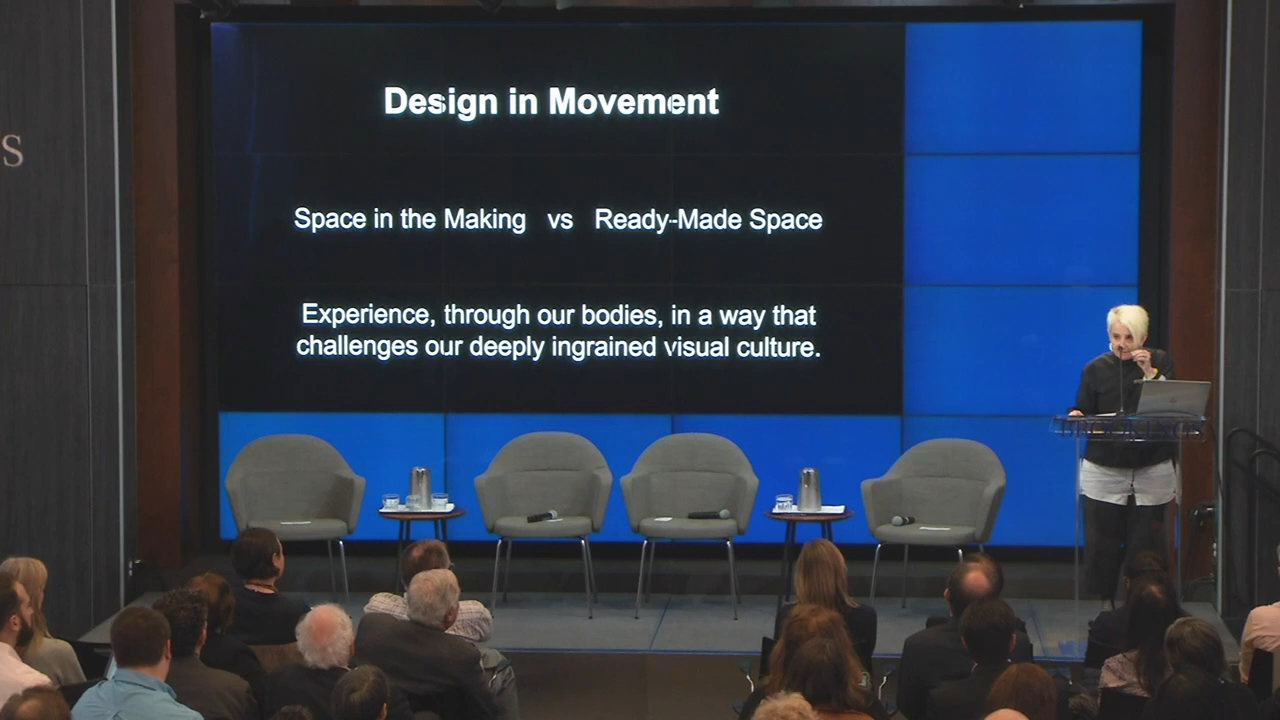 Design in Movement
Space in the Making vs Ready-Made Space
Experience, through our bodies, in a way that
challenges our deeply ingrained visual culture.
S